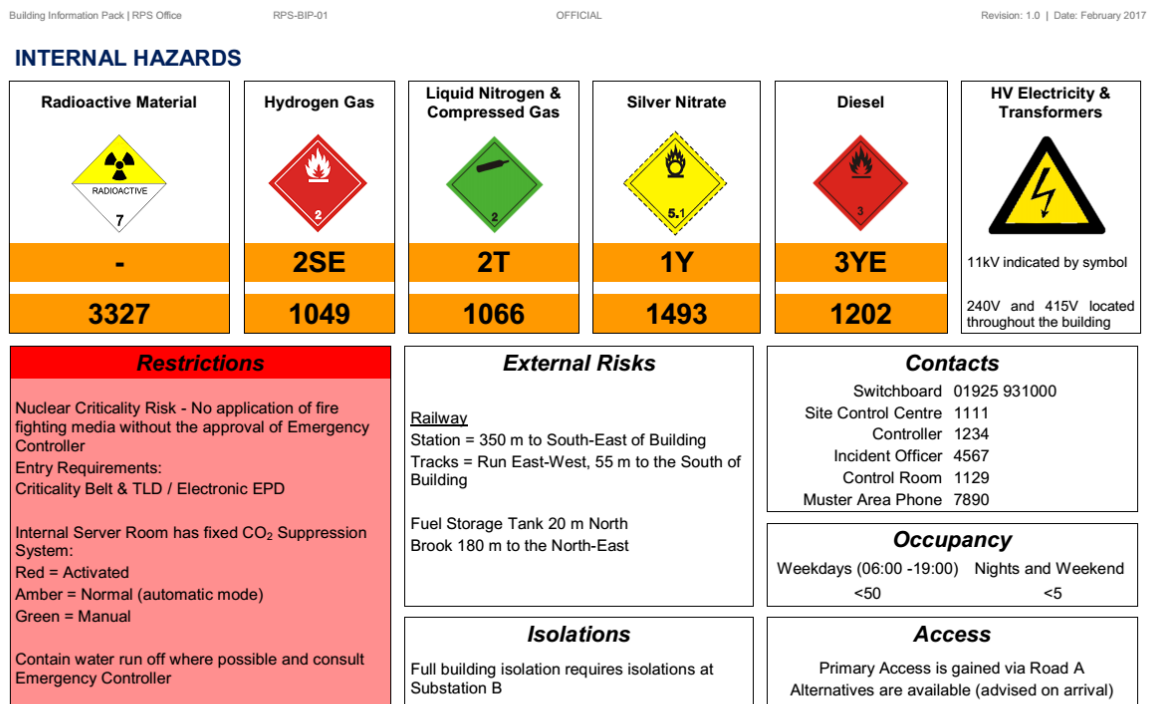 Building Information Pack | RPS Office
RPS-BIP-01
OFFICIAL
Revision: 1.0 | Date: February 2017
INTERNAL HAZARDS
Radioactive Material
RADIOACTIVE
7
-
3327
Hydrogen Gas
2
2SE
1049
Liquid Nitrogen &
Compressed Gas
2
2T
1066
Silver Nitrate
5.1
1Y
1493
Diesel
3
3YE
1202
HV Electricity &
Transformers
11kV indicated by symbol
240V and 415V located
throughout the building
Restrictions
Nuclear Criticality Risk - No application of fire
fighting media without the approval of Emergency
Controller
Entry Requirements:
Criticality Belt & TLD / Electronic EPD
Internal Server Room has fixed CO₂ Suppression
System:
Red = Activated
Amber = Normal (automatic mode)
Green = Manual
Contain water run off where possible and consult
Emergency Controller
External Risks
Railway
Station = 350 m to South-East of Building
Tracks = Run East-West, 55 m to the South of
Building
Fuel Storage Tank 20 m North
Brook 180 m to the North-East
Isolations
Full building isolation requires isolations at
Substation B
Contacts
Switchboard 01925 931000
Site Control Centre 1111
Controller 1234
Incident Officer 4567
Control Room 1129
Muster Area Phone 7890
Occupancy
Weekdays (06:00 -19:00) Nights and Weekend
<50 <5
Access
Primary Access is gained via Road A
Alternatives are available (advised on arrival)